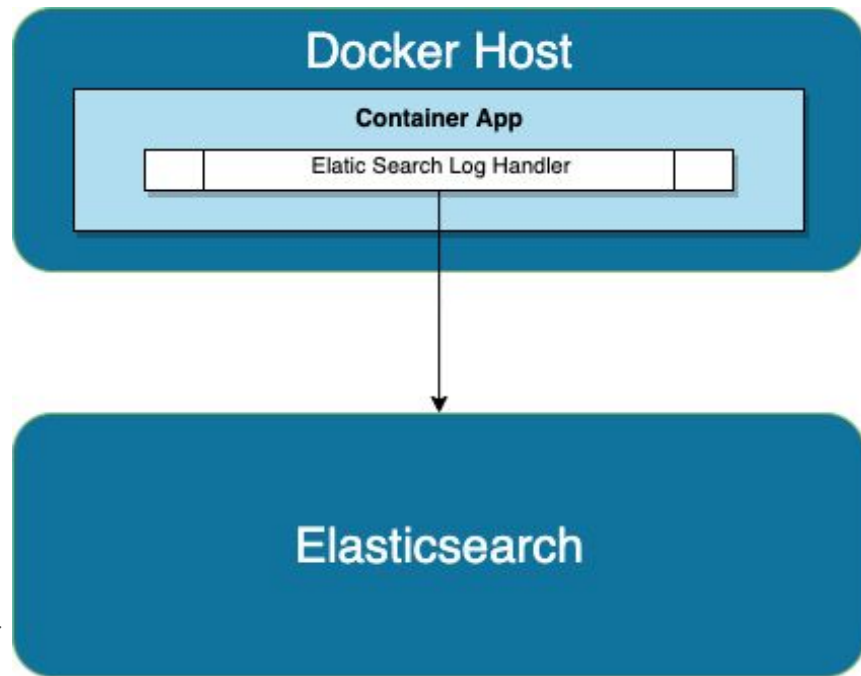 Docker Host
Container App
Elatic Search Log Handler
Elasticsearch